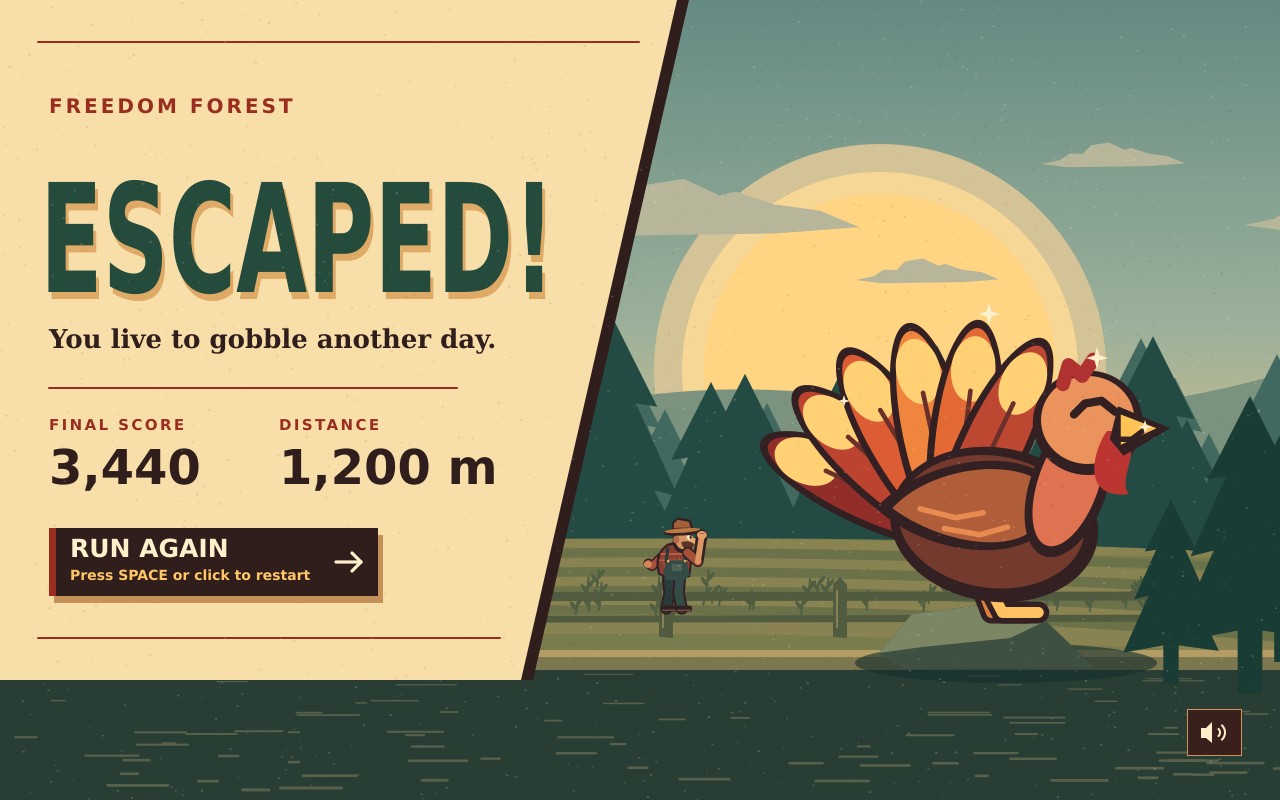 FREEDOM FOREST
ESCAPED!
You live to gobble another day.
FINAL SCORE
3,440
DISTANCE
1,200 m
RUN AGAIN
Press SPACE or click to restart